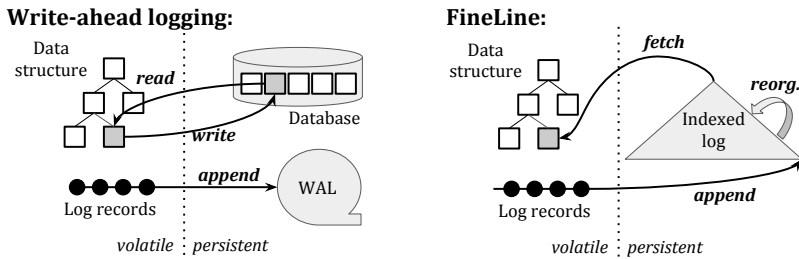 Write-ahead logging:
Data
structure
read
write
Database
append
WAL
Log records
volatile
persistent
FineLine:
Data
structure
fetch
reorg.
Indexed
log
append
Log records
volatile
persistent